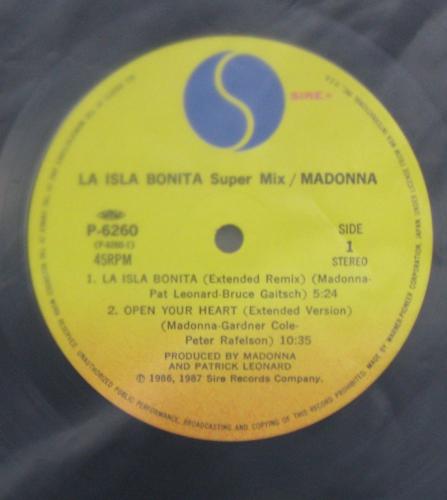 SIRE
LA ISLA BONITA Super Mix / MADONNA
P-6260
(P-6260-1)
45RPM
SIDE
1
STEREO
1. LA ISLA BONITA (Extended Remix) (Madonna-
Pat Leonard-Bruce Gaitsch) 5:24
2. OPEN YOUR HEART (Extended Version)
(Madonna-Gardner Cole-
Peter Rafelson) 10:35
PRODUCED BY MADONNA
AND PATRICK LEONARD
Ⓟ 1986, 1987 Sire Records Company.
UNAUTHORIZED PUBLIC PERFORMANCE, BROADCASTING AND COPYING OF THIS RECORD PROHIBITED. MADE BY WARNER-PIONEER CORPORATION, JAPAN UNDER LICENCE FROM